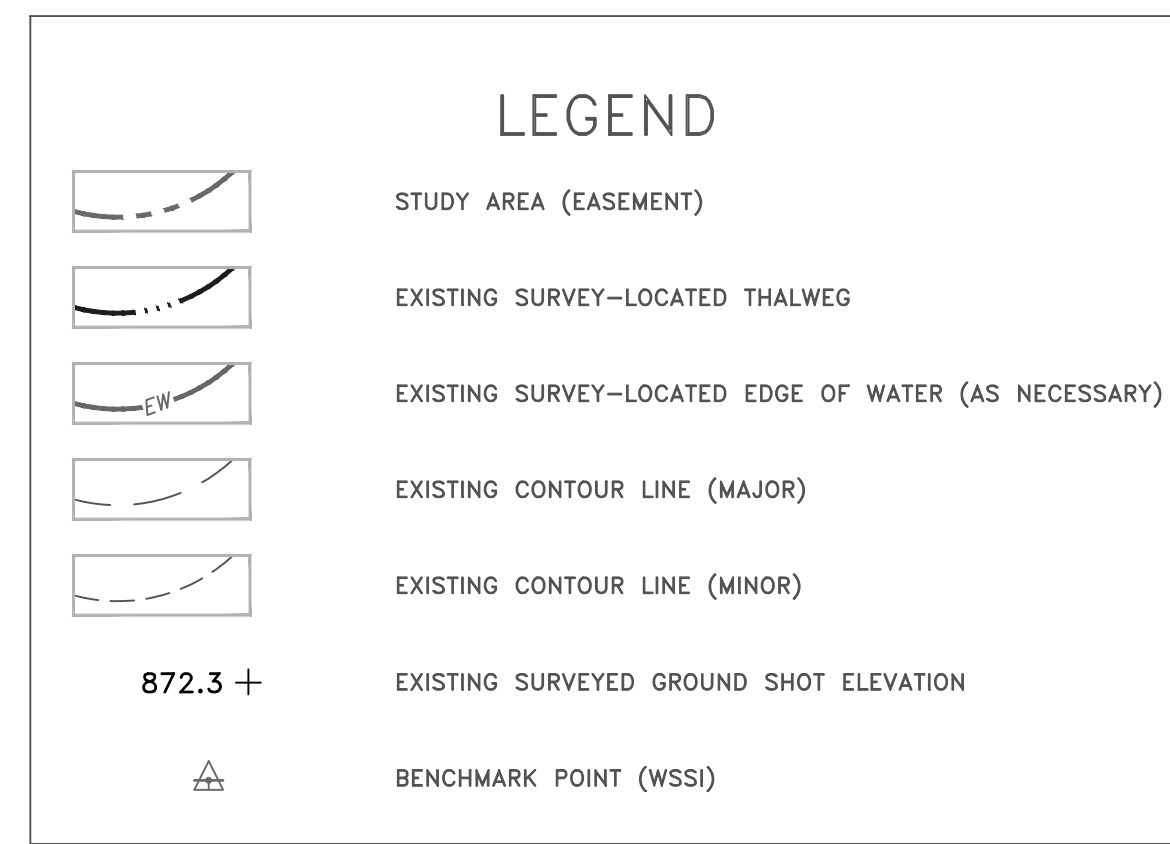 LEGEND
STUDY AREA (EASEMENT)
EXISTING SURVEY-LOCATED THALWEG
EW
EXISTING SURVEY-LOCATED EDGE OF WATER (AS NECESSARY)
EXISTING CONTOUR LINE (MAJOR)
EXISTING CONTOUR LINE (MINOR)
872.3 + EXISTING SURVEYED GROUND SHOT ELEVATION
BENCHMARK POINT (WSSI)